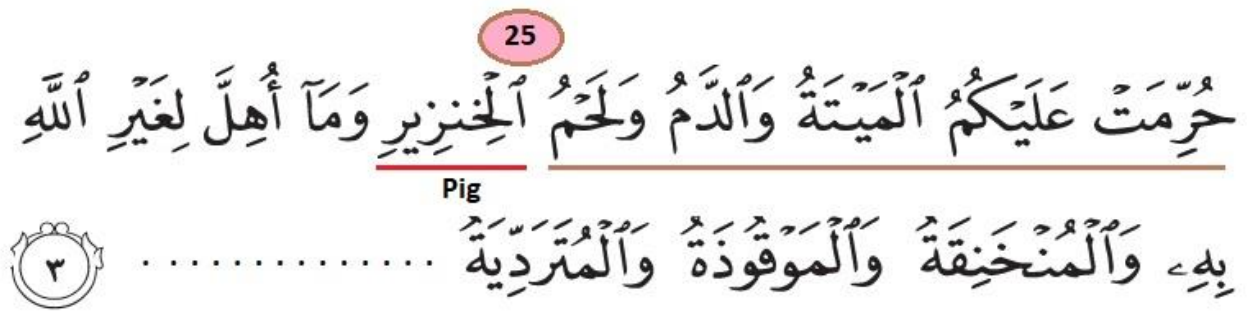 25
حُرِّمَتْ عَلَيْكُمُ ٱلْمَيْتَةُ وَٱلدَّمُ وَلَحْمُ ٱلْخِنزِيرِ وَمَآ أُهِلَّ لِغَيْرِ ٱللَّهِ
Pig
بِهِۦ وَٱلْمُنْخَنِقَةُ وَٱلْمَوْقُوذَةُ وَٱلْمُتَرَدِّيَةُ .............. ٣